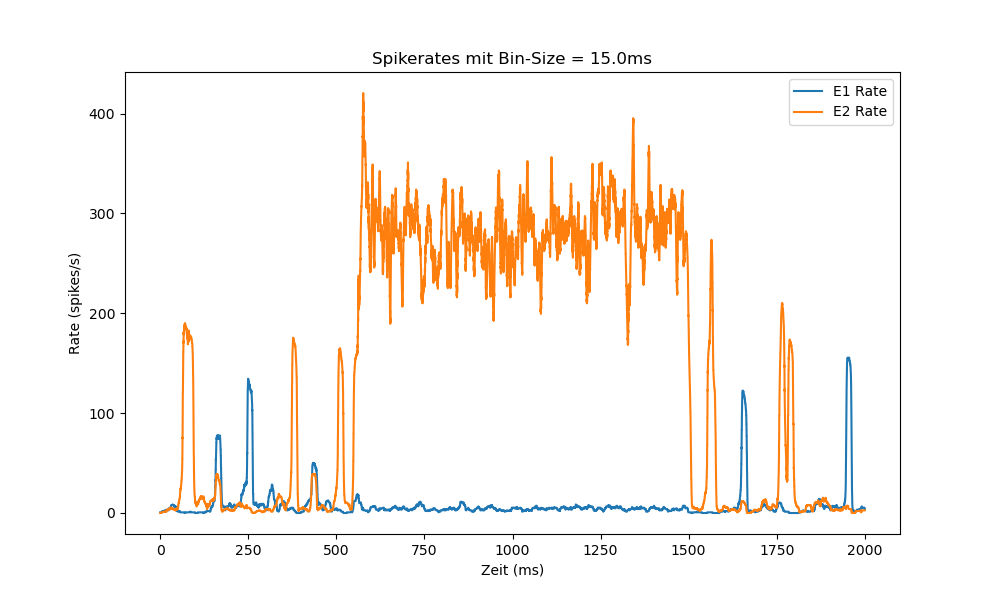 Spikerates mit Bin-Size = 15.0ms
E1 Rate
E2 Rate
Rate (spikes/s)
400
300
200
100
0
0 250 500 750 1000 1250 1500 1750 2000
Zeit (ms)